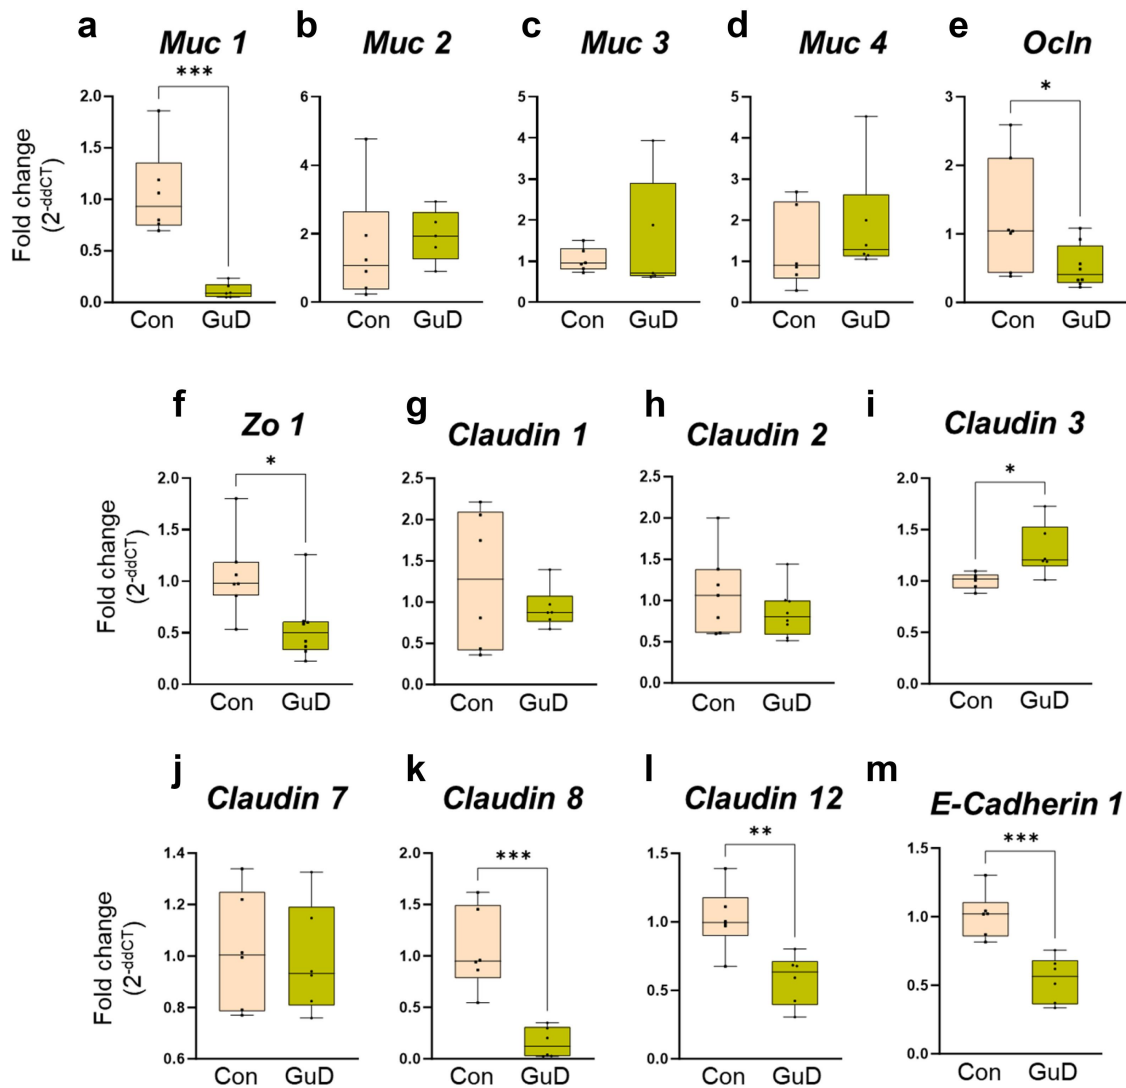 a
Muc 1
***
Fold change
(2-ddCT)
2.0
1.5
1.0
0.5
0.0
Con
GuD
b
Muc 2
6
4
2
0
Con
GuD
c
Muc 3
5
4
3
2
1
0
Con
GuD
d
Muc 4
5
4
3
2
1
0
Con
GuD
e
Ocln
*
3
2
1
0
Con
GuD
f
Zo 1
*
Fold change
(2-ddCT)
2.0
1.5
1.0
0.5
0.0
Con
GuD
g
Claudin 1
2.5
2.0
1.5
1.0
0.5
0.0
Con
GuD
h
Claudin 2
2.5
2.0
1.5
1.0
0.5
0.0
Con
GuD
i
Claudin 3
*
2.0
1.5
1.0
0.5
0.0
Con
GuD
j
Claudin 7
Fold change
(2-ddCT)
1.4
1.2
1.0
0.8
0.6
Con
GuD
k
Claudin 8
***
2.0
1.5
1.0
0.5
0.0
Con
GuD
l
Claudin 12
**
1.5
1.0
0.5
0.0
Con
GuD
m
E-Cadherin 1
***
1.5
1.0
0.5
0.0
Con
GuD